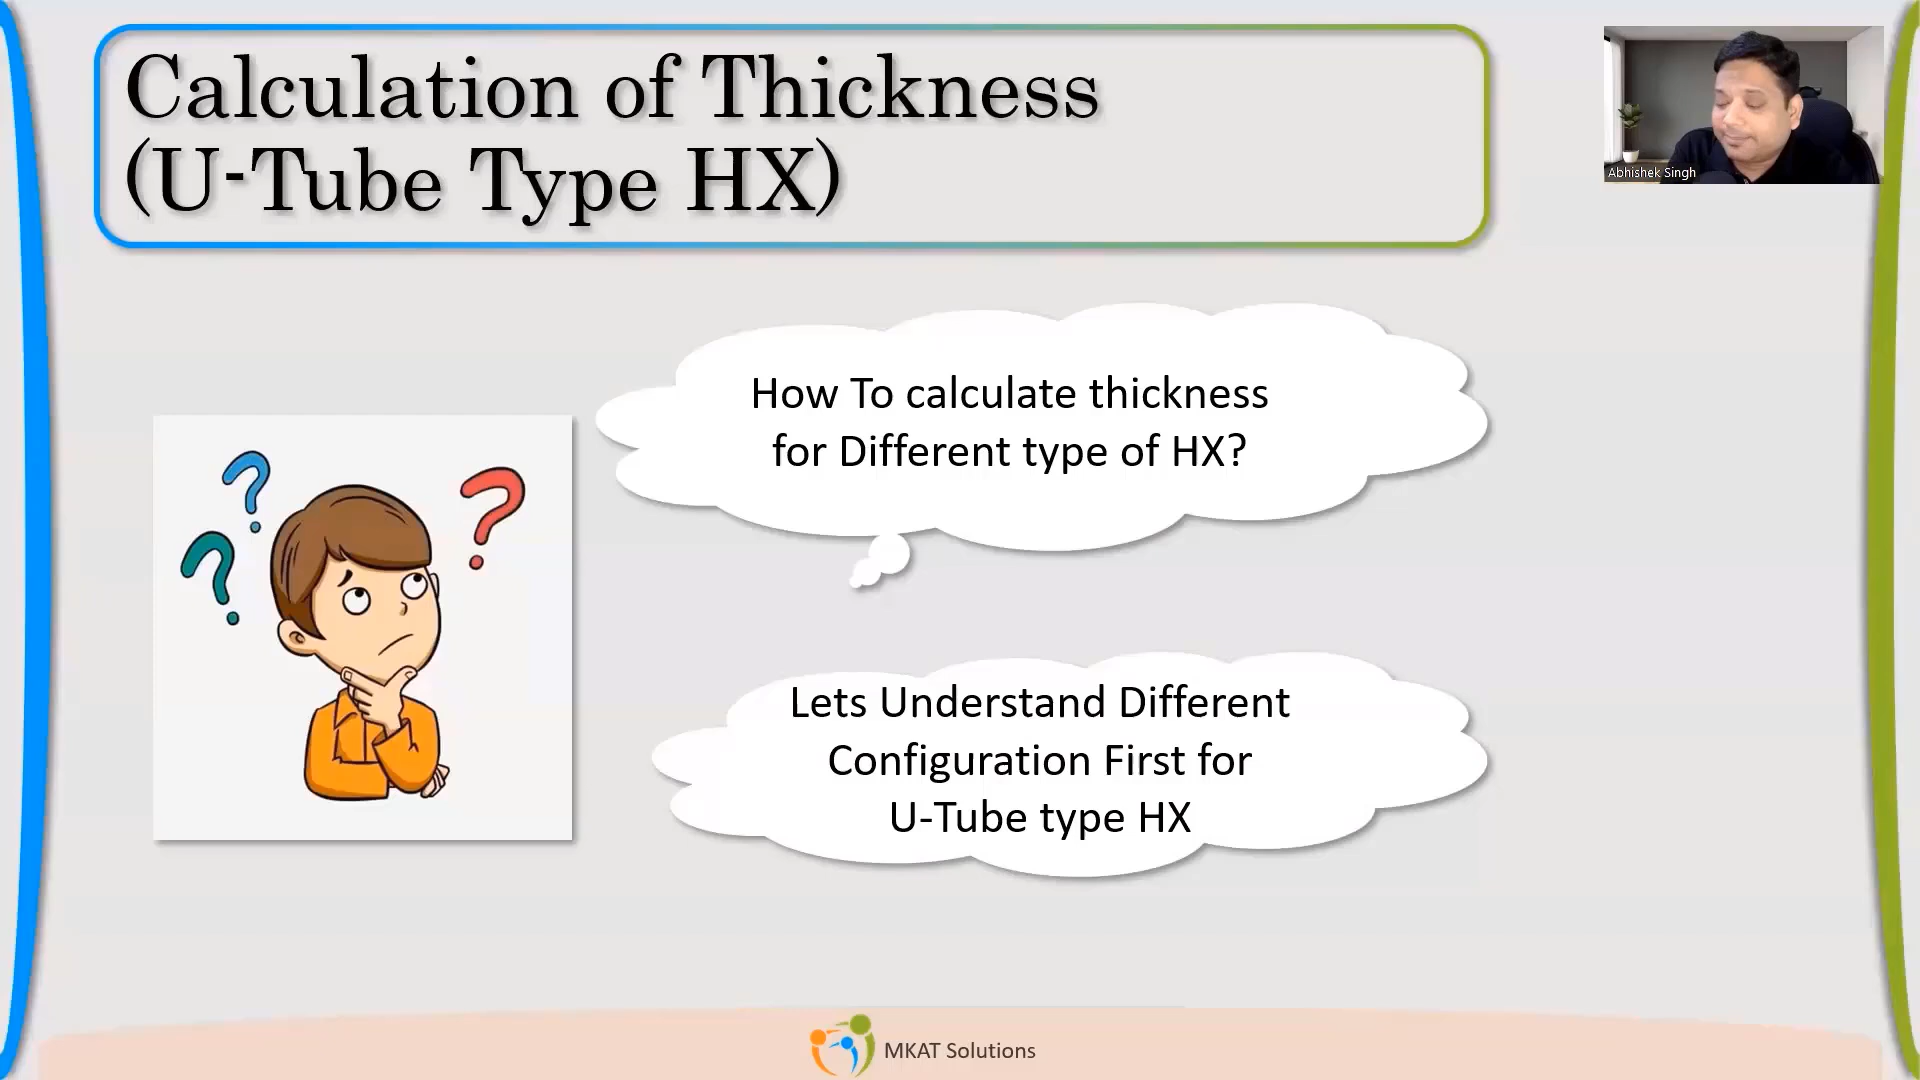 Calculation of Thickness
(U-Tube Type HX)
Abhishek Singh
How To calculate thickness
for Different type of HX?
Lets Understand Different
Configuration First for
U-Tube type HX
MKAT Solutions